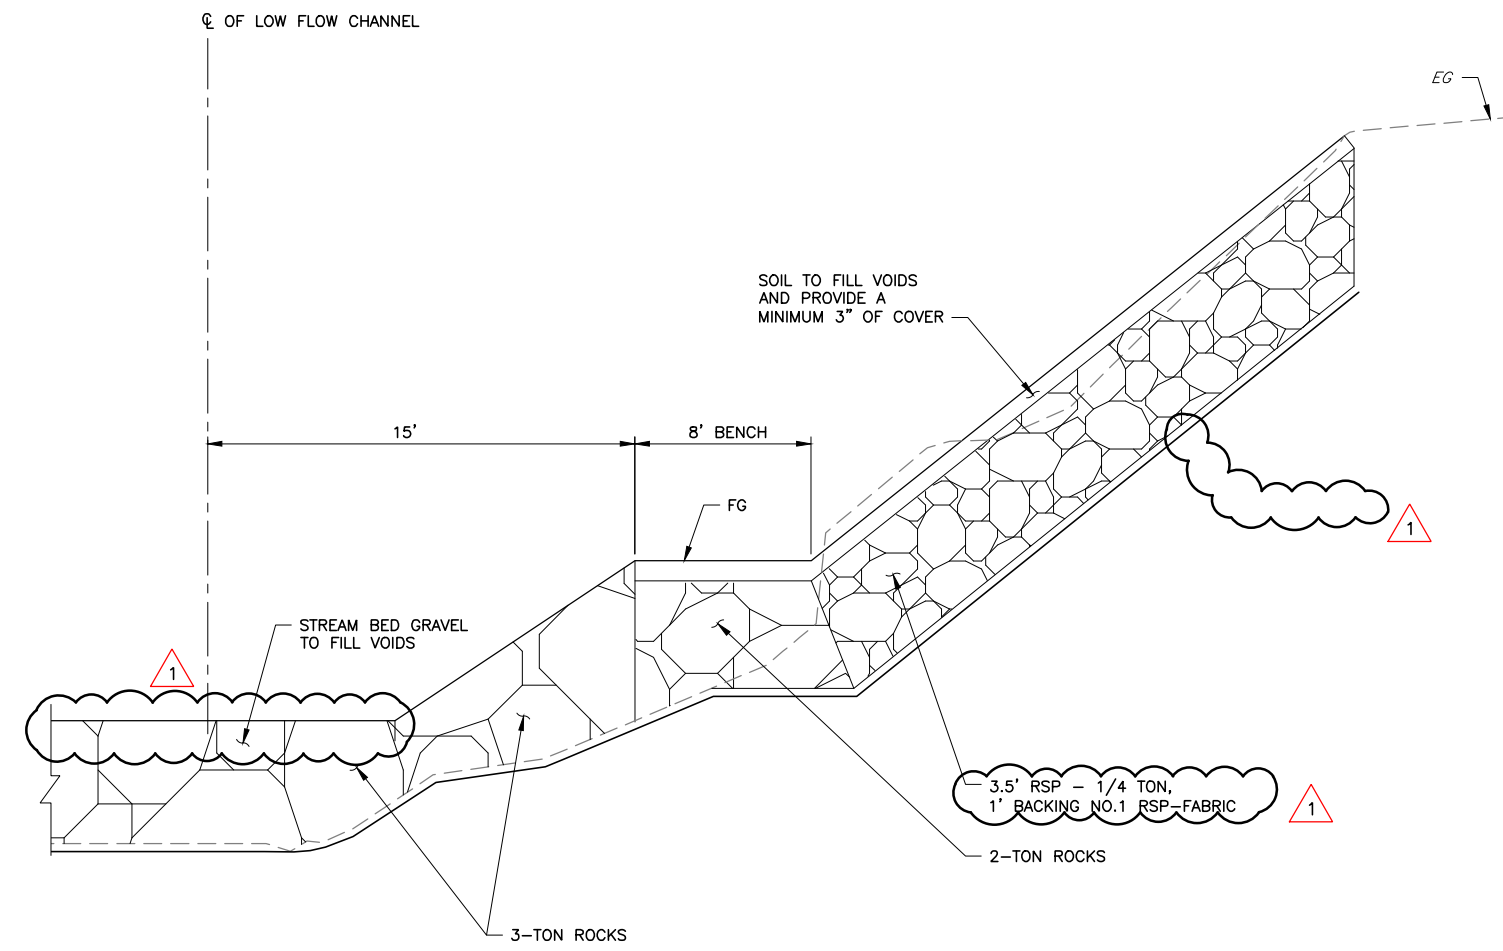 ℄ OF LOW FLOW CHANNEL
EG
SOIL TO FILL VOIDS
AND PROVIDE A
MINIMUM 3" OF COVER
15'
8' BENCH
FG
1
STREAM BED GRAVEL
TO FILL VOIDS
1
3.5' RSP - 1/4 TON,
1' BACKING NO.1 RSP-FABRIC
1
2-TON ROCKS
3-TON ROCKS